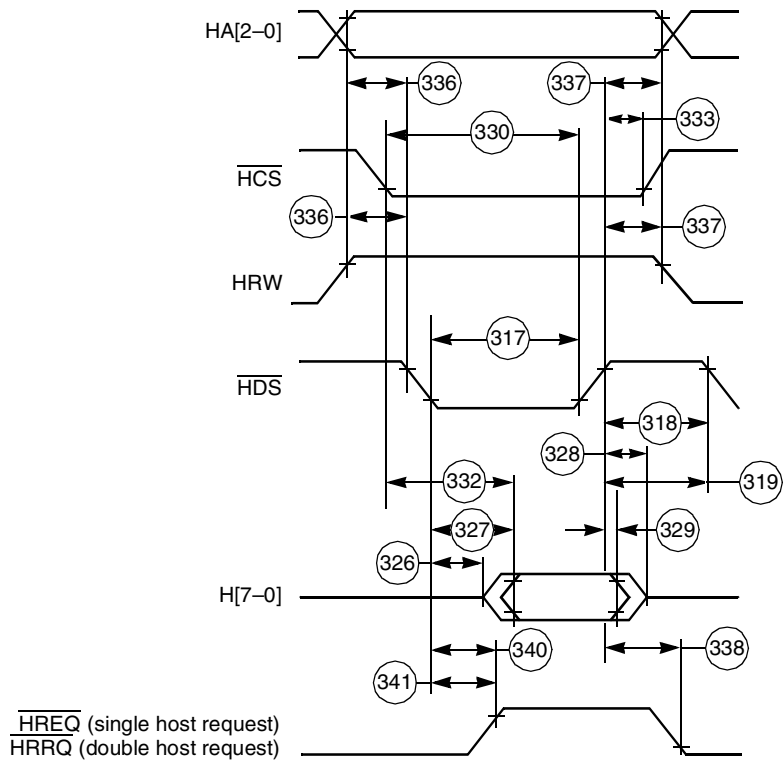 HA[2–0]
336
337
333
330
HCS
336
337
HRW
317
HDS
318
328
332
319
327
329
326
H[7–0]
340
338
341
HREQ (single host request)
HRRQ (double host request)